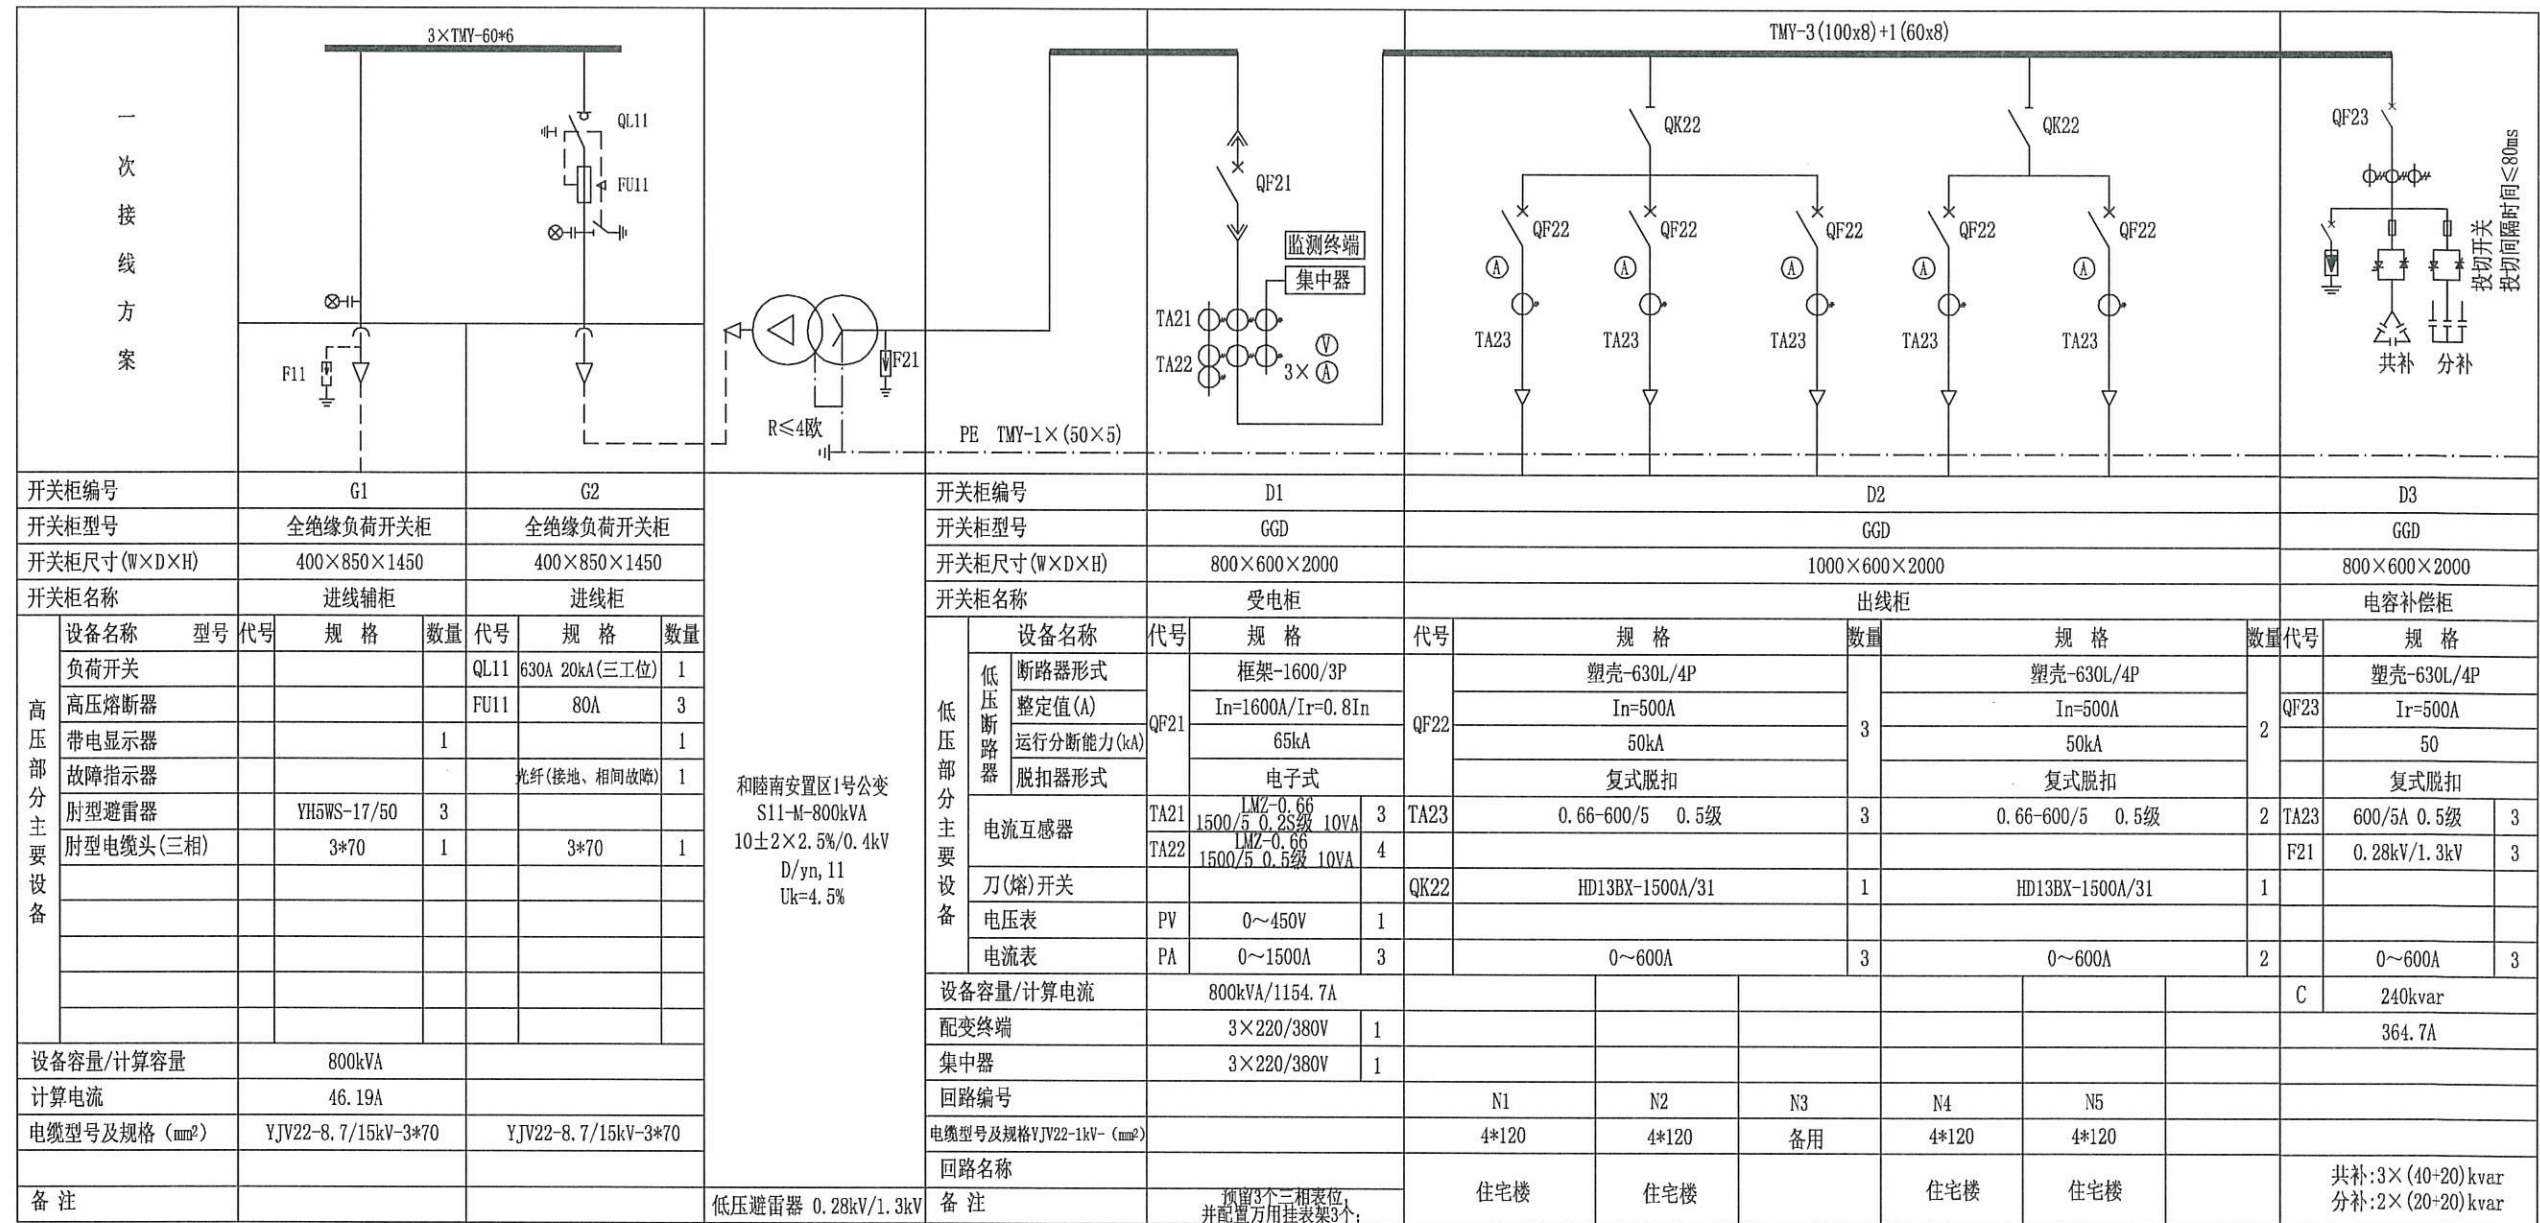 一次接线方案
3×TMY-60*6
QL11
FU11
F11
F21
R≤4欧
PE TMY-1×(50×5)
QF21
监测终端
集中器
TA21
TA22
V
3× A
TMY-3(100x8)+1(60x8)
QK22
QK22
QF22
QF22
QF22
QF22
QF22
A
A
A
A
A
TA23
TA23
TA23
TA23
TA23
QF23
投切开关
投切间隔时间≤80ms
共补 分补
开关柜编号 G1 G2
开关柜型号 全绝缘负荷开关柜 全绝缘负荷开关柜
开关柜尺寸(W×D×H) 400×850×1450 400×850×1450
开关柜名称 进线辅柜 进线柜
高压部分主要设备
设备名称 型号 代号 规 格 数量 代号 规 格 数量
负荷开关 QL11 630A 20kA(三工位) 1
高压熔断器 FU11 80A 3
带电显示器 1 1
故障指示器 光纤(接地、相间故障) 1
肘型避雷器 YH5WS-17/50 3
肘型电缆头(三相) 3*70 1 3*70 1
设备容量/计算容量 800kVA
计算电流 46.19A
电缆型号及规格(mm²) YJV22-8.7/15kV-3*70 YJV22-8.7/15kV-3*70
备 注
和陸南安置区1号公变
S11-M-800kVA
10±2×2.5%/0.4kV
D/yn,11
Uk=4.5%
低压避雷器 0.28kV/1.3kV
开关柜编号 D1 D2 D3
开关柜型号 GGD GGD GGD
开关柜尺寸(W×D×H) 800×600×2000 1000×600×2000 800×600×2000
开关柜名称 受电柜 出线柜 电容补偿柜
低压部分主要设备
设备名称 代号 规 格 代号 规 格 数量 规 格 数量 代号 规 格
低压断路器
断路器形式 框架-1600/3P 塑壳-630L/4P 塑壳-630L/4P 塑壳-630L/4P
整定值(A) QF21 In=1600A/Ir=0.8In QF22 In=500A 3 In=500A 2 QF23 Ir=500A
运行分断能力(kA) 65kA 50kA 50kA 50
脱扣器形式 电子式 复式脱扣 复式脱扣 复式脱扣
电流互感器
TA21 LMZ-0.66 1500/5 0.2S级 10VA 3 TA23 0.66-600/5 0.5级 3 0.66-600/5 0.5级 2 TA23 600/5A 0.5级 3
TA22 LMZ-0.66 1500/5 0.5级 10VA 4 F21 0.28kV/1.3kV 3
刀(熔)开关 QK22 HD13BX-1500A/31 1 HD13BX-1500A/31 1
电压表 PV 0~450V 1
电流表 PA 0~1500A 3 0~600A 3 0~600A 2 0~600A 3
设备容量/计算电流 800kVA/1154.7A C 240kvar
配变终端 3×220/380V 1 364.7A
集中器 3×220/380V 1
回路编号 N1 N2 N3 N4 N5
电缆型号及规格YJV22-1kV-(mm²) 4*120 4*120 备用 4*120 4*120
回路名称 住宅楼 住宅楼 住宅楼 住宅楼
备 注
预留3个三相表位,
并配置万用挂表架3个;
共补:3×(40+20)kvar
分补:2×(20+20)kvar